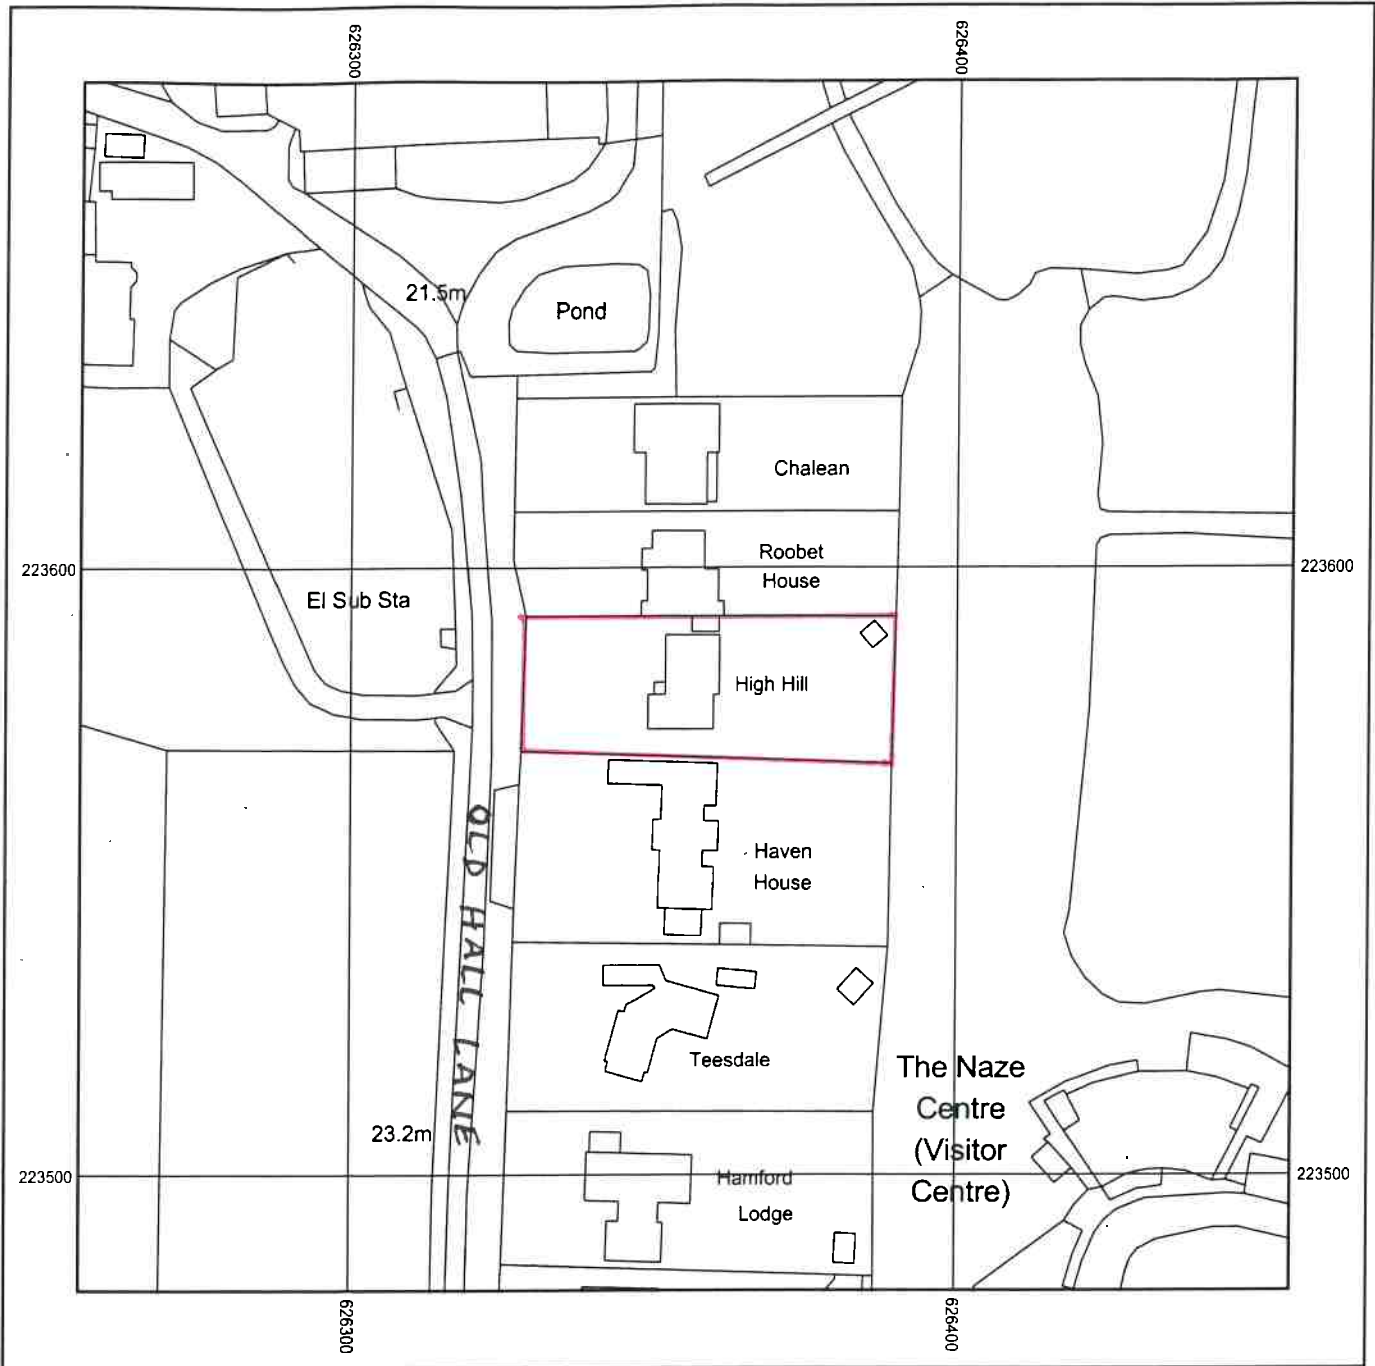 626300
626400
21.5m
Pond
Chalean
Roobet
House
223600
223600
El Sub Sta
High Hill
OLD HALL LANE
Haven
House
Teesdale
The Naze
Centre
(Visitor
Centre)
23.2m
223500
223500
Hamford
Lodge
626300
626400